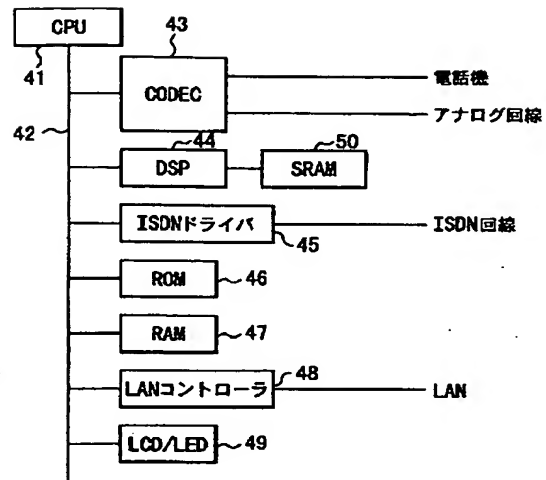 CPU
41
42
43
CODEC
電話機
アナログ回線
44
DSP
50
SRAM
ISDNドライバ
45
ISDN回線
ROM
46
RAM
47
LANコントローラ
48
LAN
LCD/LED
49